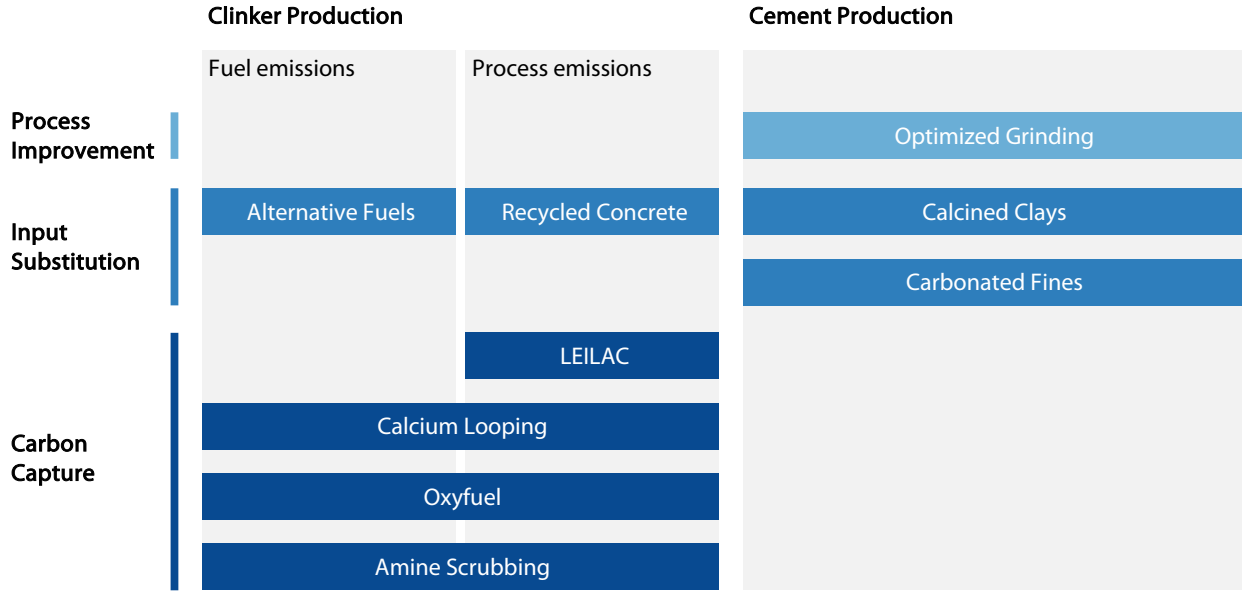 Clinker Production
Cement Production
Fuel emissions
Process emissions
Process
Improvement
Optimized Grinding
Input
Substitution
Alternative Fuels
Recycled Concrete
Calcined Clays
Carbonated Fines
Carbon
Capture
LEILAC
Calcium Looping
Oxyfuel
Amine Scrubbing